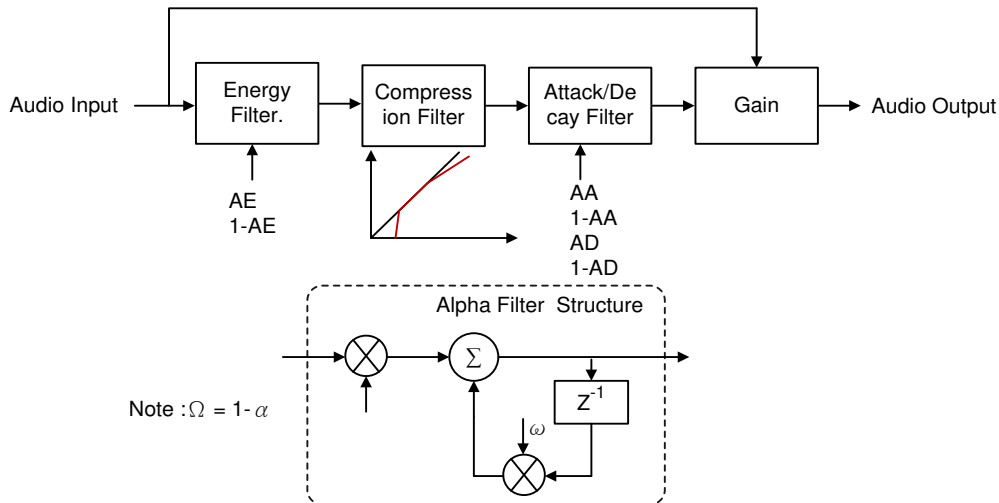 Audio Input
Energy
Filter.
Compress
ion Filter
Attack/De
cay Filter
Gain
Audio Output
AE
1-AE
AA
1-AA
AD
1-AD
Alpha Filter Structure
Σ
Z⁻¹
ω
Note : Ω = 1- α